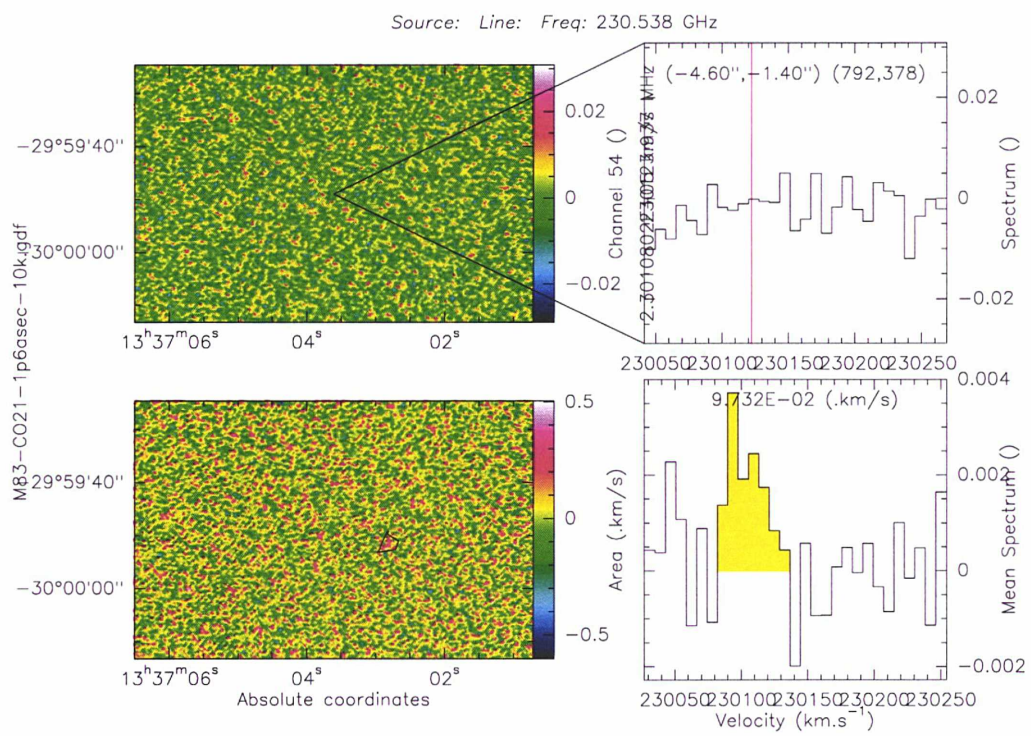 Source: Line: Freq: 230.538 GHz
M83-CO21-1p6asec-10k.lgdf
-29°59'40"
-30°00'00"
13ʰ37ᵐ06ˢ 04ˢ 02ˢ
0.02
0
-0.02
Channel 54 ()
(-4.60",-1.40") (792,378)
0.02
0
-0.02
Spectrum ()
230050 230100 230150 230200 230250
-29°59'40"
-30°00'00"
13ʰ37ᵐ06ˢ 04ˢ 02ˢ
Absolute coordinates
0.5
0
-0.5
Area (.km/s)
9.732E-02 (.km/s)
0.004
0.002
0
-0.002
Mean Spectrum ()
230050 230100 230150 230200 230250
Velocity (km.s⁻¹)